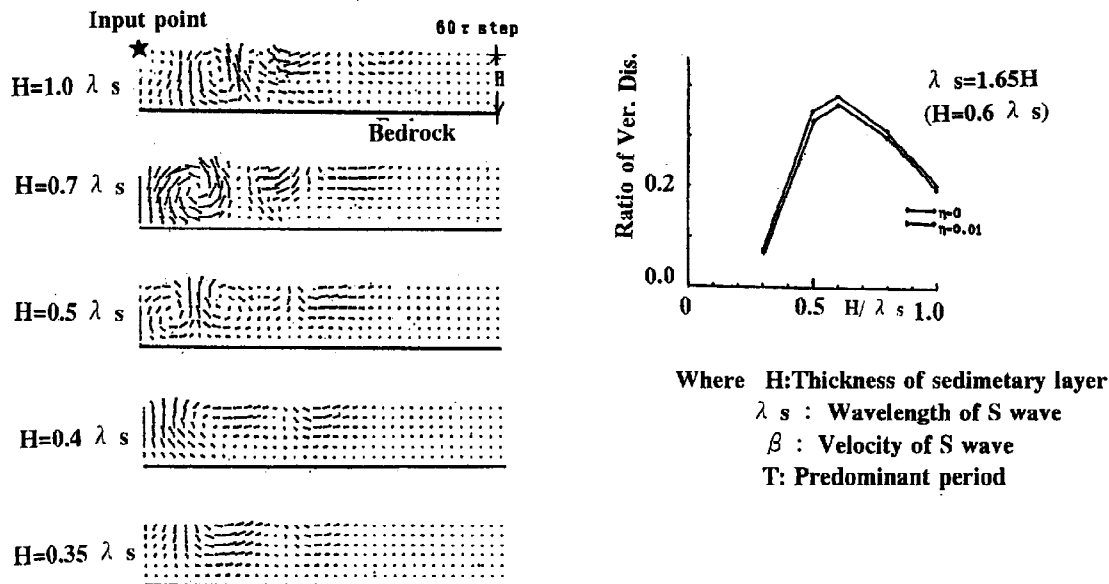 Input point
60 τ step
H=1.0 λ s
H
Bedrock
H=0.7 λ s
H=0.5 λ s
H=0.4 λ s
H=0.35 λ s
Ratio of Ver. Dis.
λ s=1.65H
(H=0.6 λ s)
0.2
0.0
η=0
η=0.01
0
0.5
H/ λ s
1.0
Where H:Thickness of sedimetary layer
λ s : Wavelength of S wave
β : Velocity of S wave
T: Predominant period